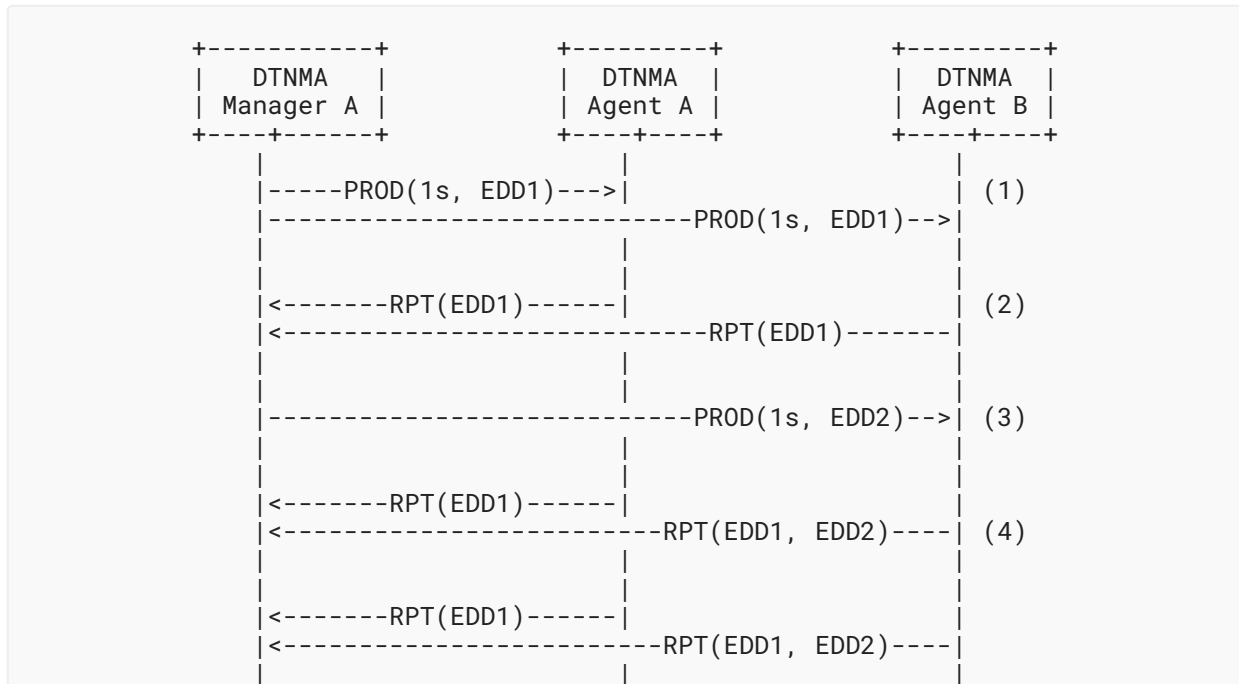 +-----------+             +---------+             +---------+
|   DTNMA   |             |  DTNMA  |             |  DTNMA  |
| Manager A |             | Agent A |             | Agent B |
+----+------+             +----+----+             +----+----+
     |                         |                       |
     |-----PROD(1s, EDD1)--->|                      | (1)
     |----------------------------PROD(1s, EDD1)-->|
     |                         |                       |
     |                         |                       |
     |<-------RPT(EDD1)------|                      | (2)
     |<----------------------------RPT(EDD1)-------|
     |                         |                       |
     |                         |                       |
     |----------------------------PROD(1s, EDD2)-->| (3)
     |                         |                       |
     |                         |                       |
     |<-------RPT(EDD1)------|                      |
     |<-------------------------RPT(EDD1, EDD2)----| (4)
     |                         |                       |
     |                         |                       |
     |<-------RPT(EDD1)------|                      |
     |<-------------------------RPT(EDD1, EDD2)----|
     |                         |                       |